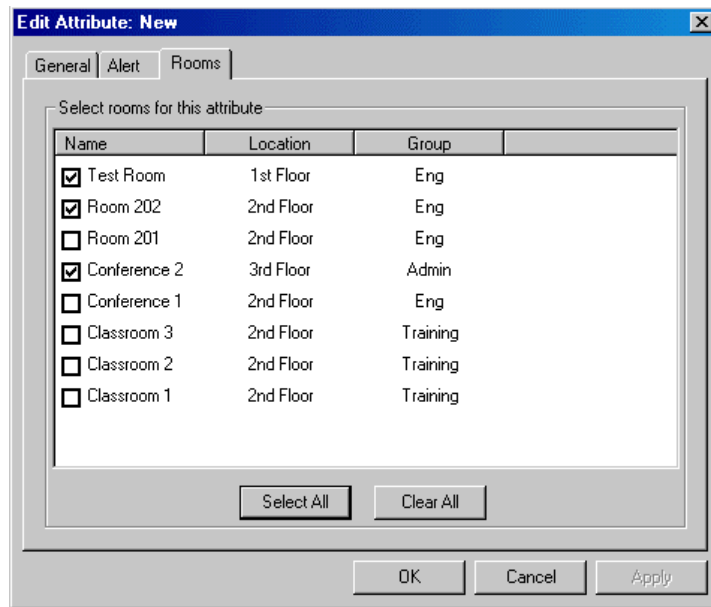 Edit Attribute: New
General Alert Rooms
Select rooms for this attribute
Name Location Group
Test Room 1st Floor Eng
Room 202 2nd Floor Eng
Room 201 2nd Floor Eng
Conference 2 3rd Floor Admin
Conference 1 2nd Floor Eng
Classroom 3 2nd Floor Training
Classroom 2 2nd Floor Training
Classroom 1 2nd Floor Training
Select All Clear All
OK Cancel Apply